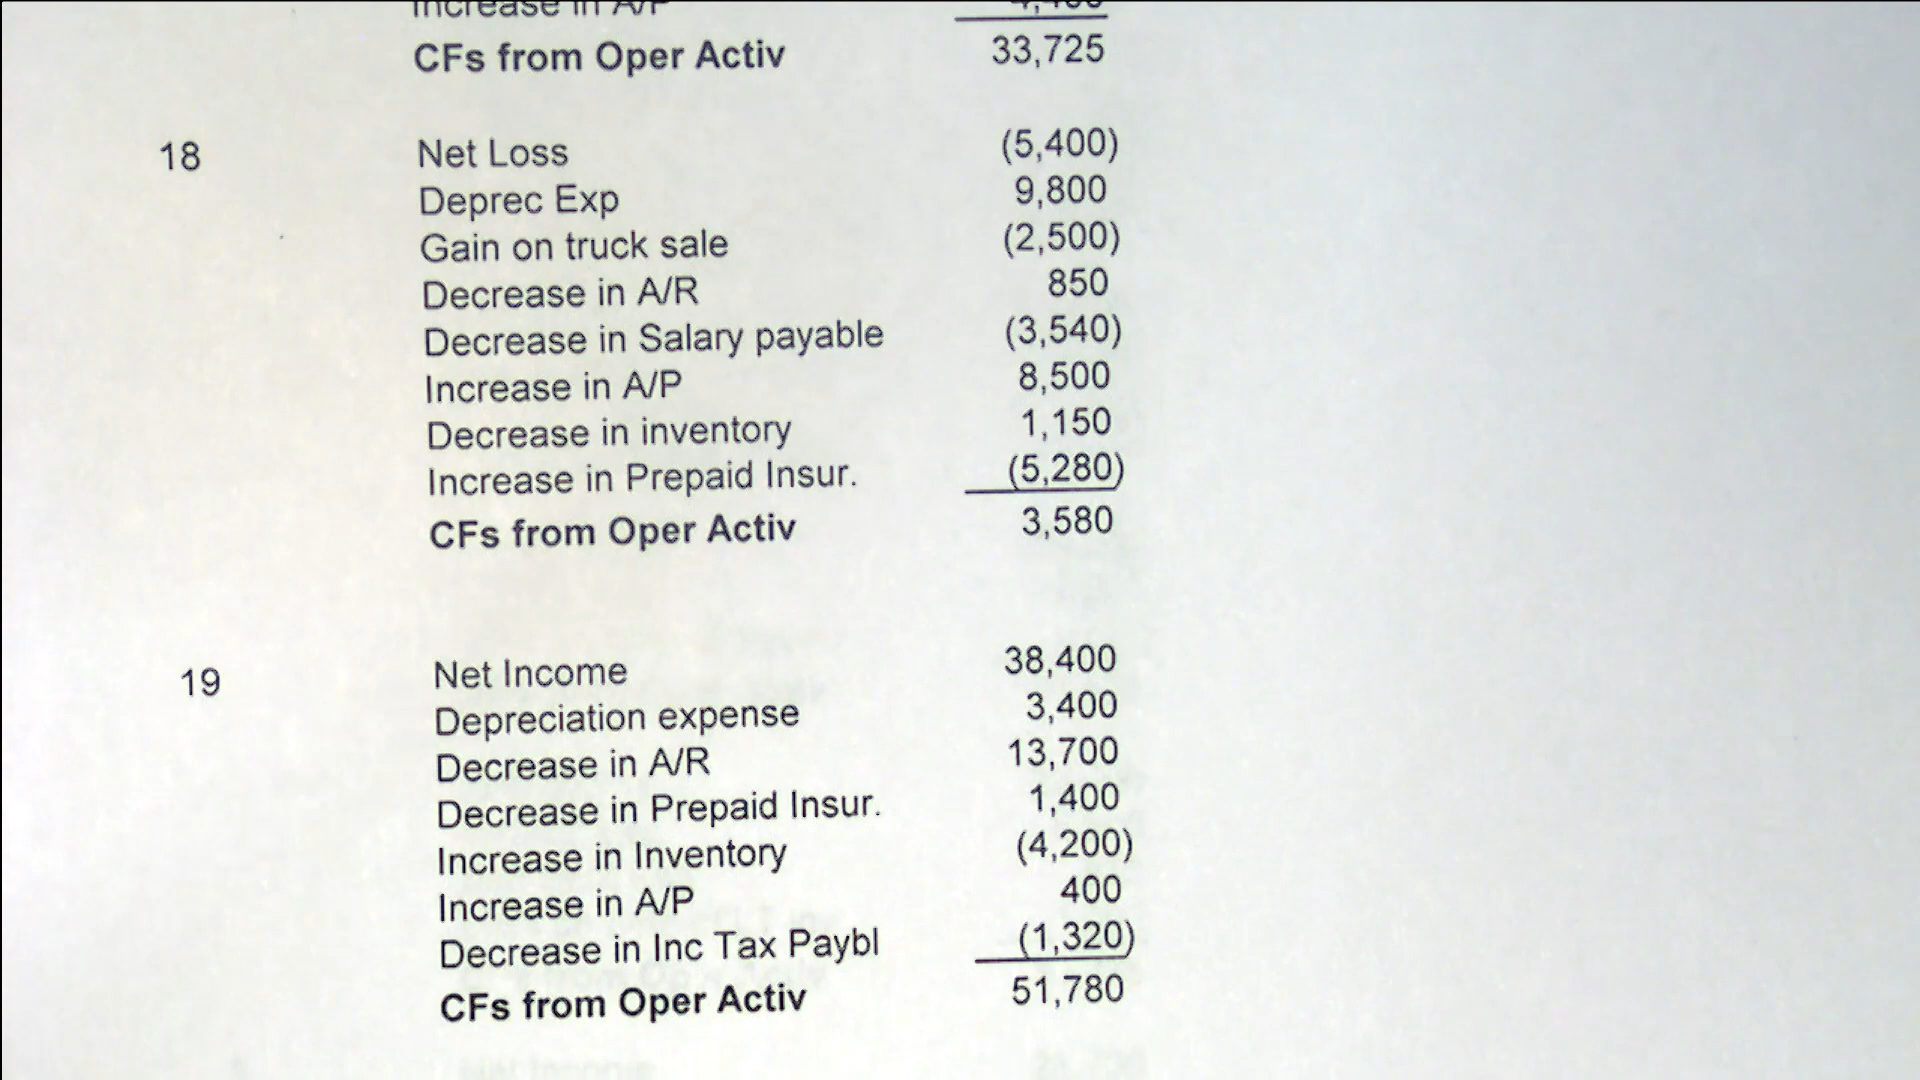 Increase in A/P
CFs from Oper Activ 33,725
18 Net Loss (5,400)
Deprec Exp 9,800
Gain on truck sale (2,500)
Decrease in A/R 850
Decrease in Salary payable (3,540)
Increase in A/P 8,500
Decrease in inventory 1,150
Increase in Prepaid Insur. (5,280)
CFs from Oper Activ 3,580
19 Net Income 38,400
Depreciation expense 3,400
Decrease in A/R 13,700
Decrease in Prepaid Insur. 1,400
Increase in Inventory (4,200)
Increase in A/P 400
Decrease in Inc Tax Paybl (1,320)
CFs from Oper Activ 51,780